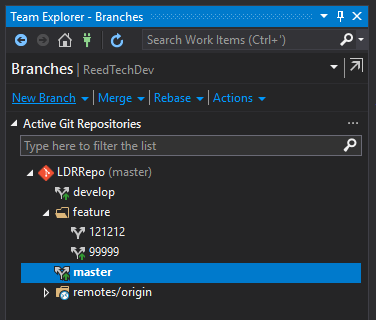 Team Explorer - Branches
Search Work Items (Ctrl+')
Branches | ReedTechDev
New Branch | Merge | Rebase | Actions
Active Git Repositories
Type here to filter the list
LDRRepo (master)
develop
feature
121212
99999
master
remotes/origin